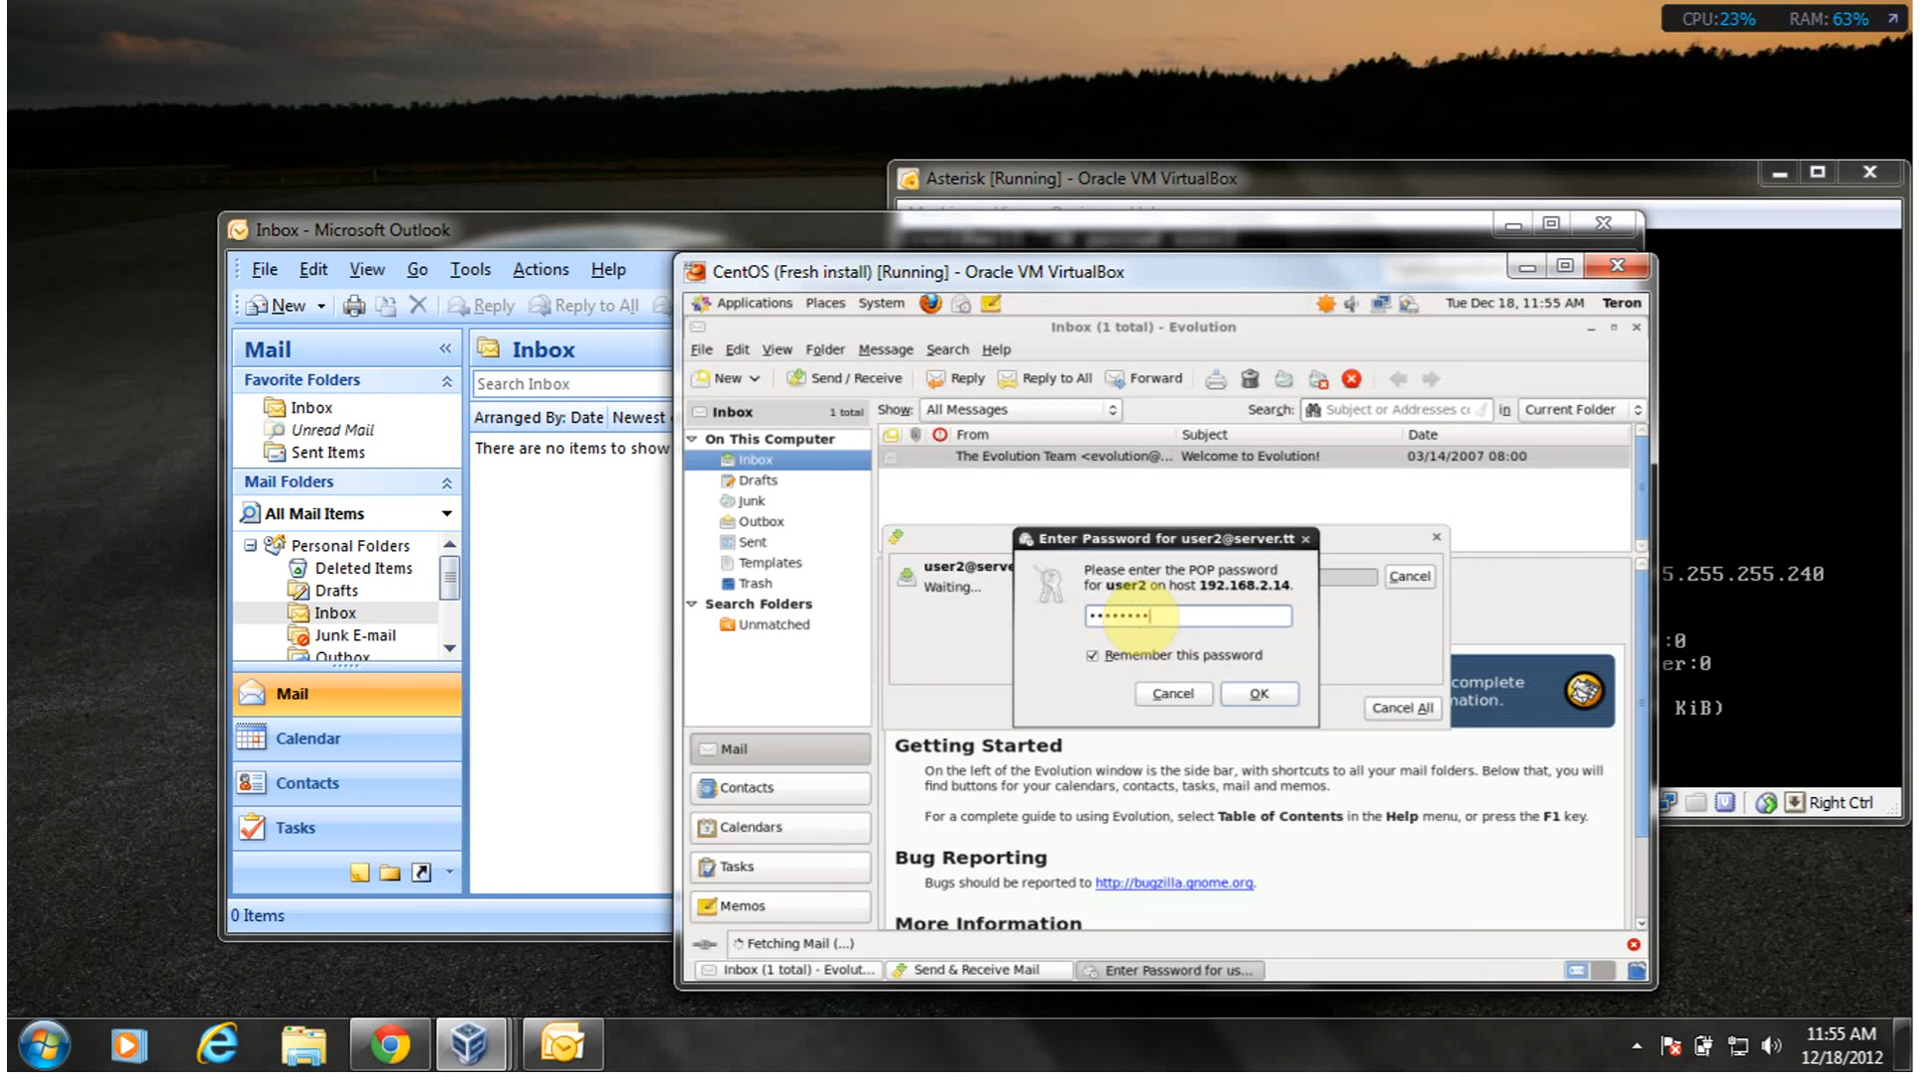 CPU:23% RAM: 63%
Asterisk [Running] - Oracle VM VirtualBox
Inbox - Microsoft Outlook
File Edit View Go Tools Actions Help
New Reply Reply to All
Mail «
Favorite Folders
Inbox
Unread Mail
Sent Items
Mail Folders
All Mail Items
Personal Folders
Deleted Items
Drafts
Inbox
Junk E-mail
Outbox
Mail
Calendar
Contacts
Tasks
0 Items
Inbox
Search Inbox
Arranged By: Date Newest
There are no items to show
CentOS (Fresh install) [Running] - Oracle VM VirtualBox
Applications Places System Tue Dec 18, 11:55 AM Teron
Inbox (1 total) - Evolution
File Edit View Folder Message Search Help
New Send / Receive Reply Reply to All Forward
Inbox 1 total Show: All Messages Search: Subject or Addresses in Current Folder
On This Computer
Inbox
Drafts
Junk
Outbox
Sent
Templates
Trash
Search Folders
Unmatched
From Subject Date
The Evolution Team <evolution@... Welcome to Evolution! 03/14/2007 08:00
user2@serve
Waiting...
Cancel
Cancel All
Enter Password for user2@server.tt
Please enter the POP password
for user2 on host 192.168.2.14.
••••••••
Remember this password
Cancel OK
complete
nation.
Getting Started
On the left of the Evolution window is the side bar, with shortcuts to all your mail folders. Below that, you will
find buttons for your calendars, contacts, tasks, mail and memos.
For a complete guide to using Evolution, select Table of Contents in the Help menu, or press the F1 key.
Bug Reporting
Bugs should be reported to http://bugzilla.gnome.org.
More Information
Mail
Contacts
Calendars
Tasks
Memos
Fetching Mail (...)
Inbox (1 total) - Evolut... Send & Receive Mail Enter Password for us...
5.255.255.240
:0
er:0
KiB)
Right Ctrl
11:55 AM
12/18/2012